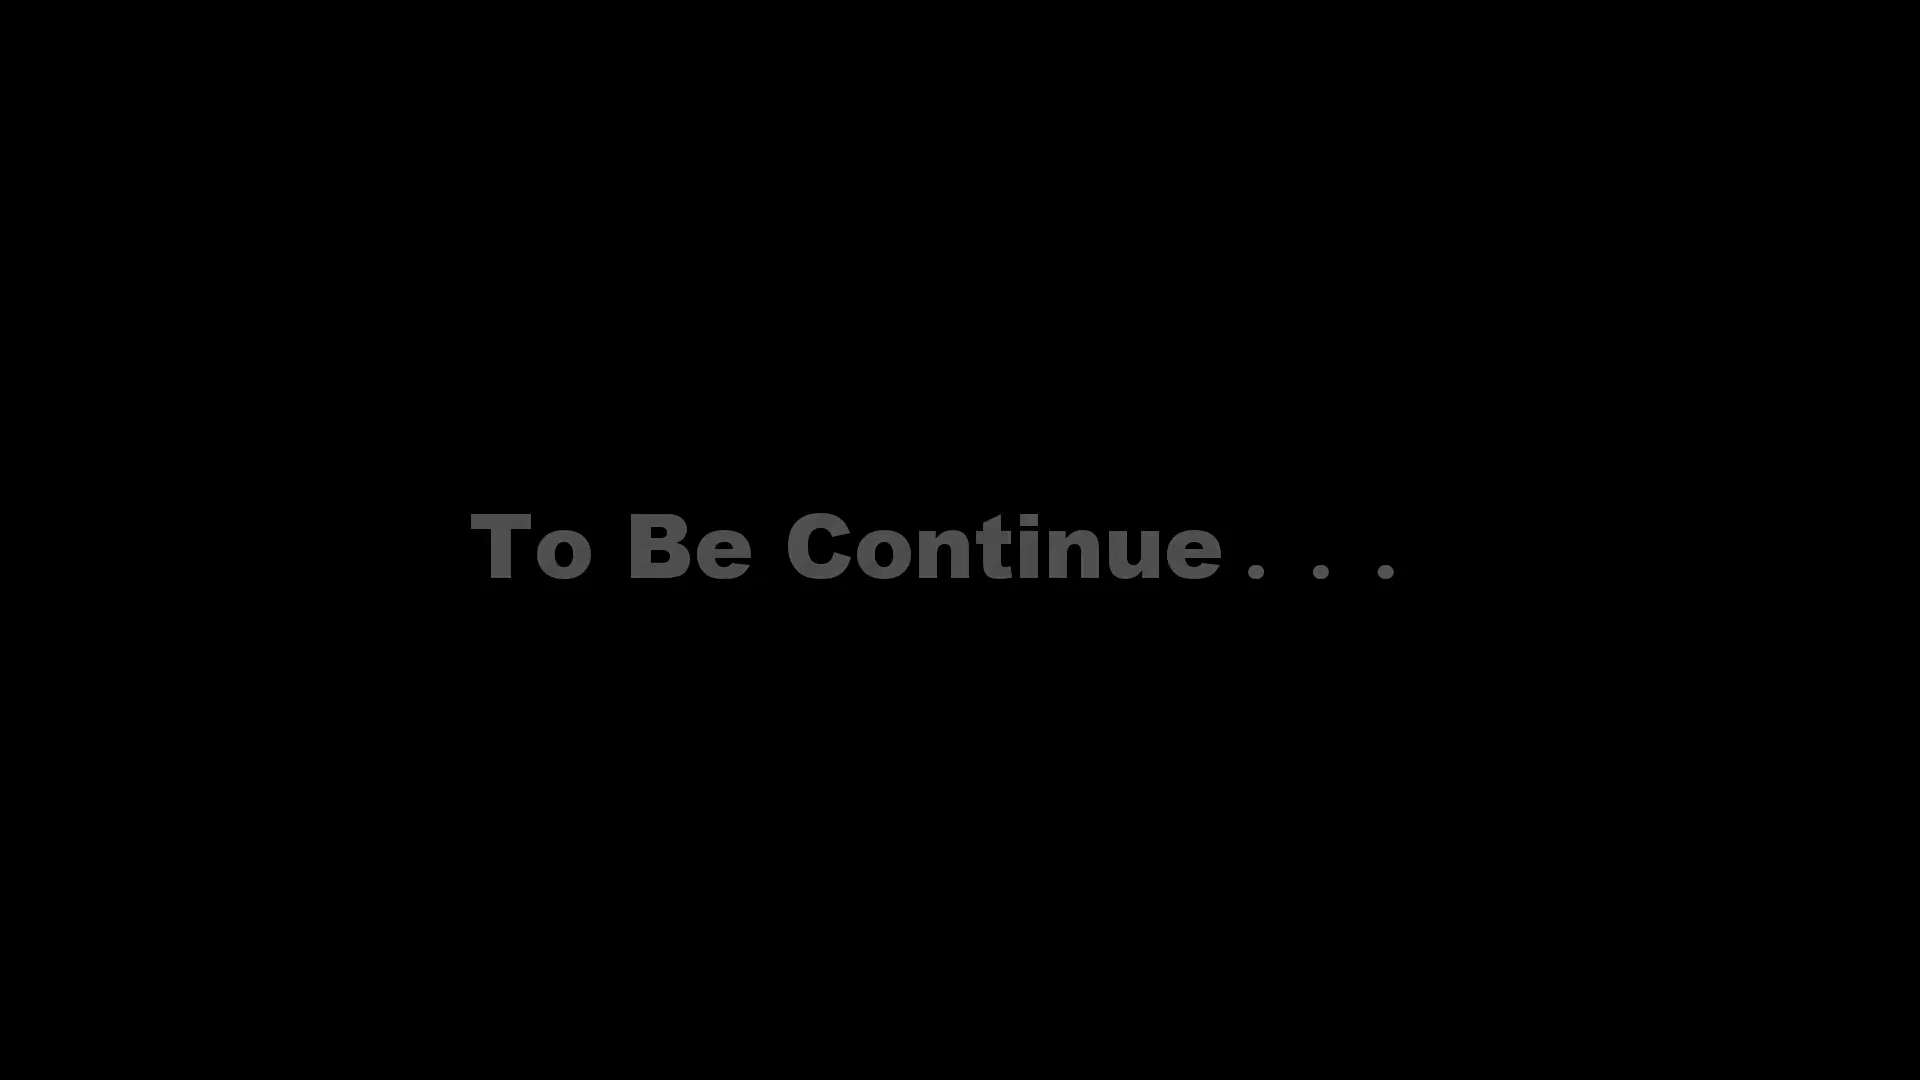 To Be Continue . . .